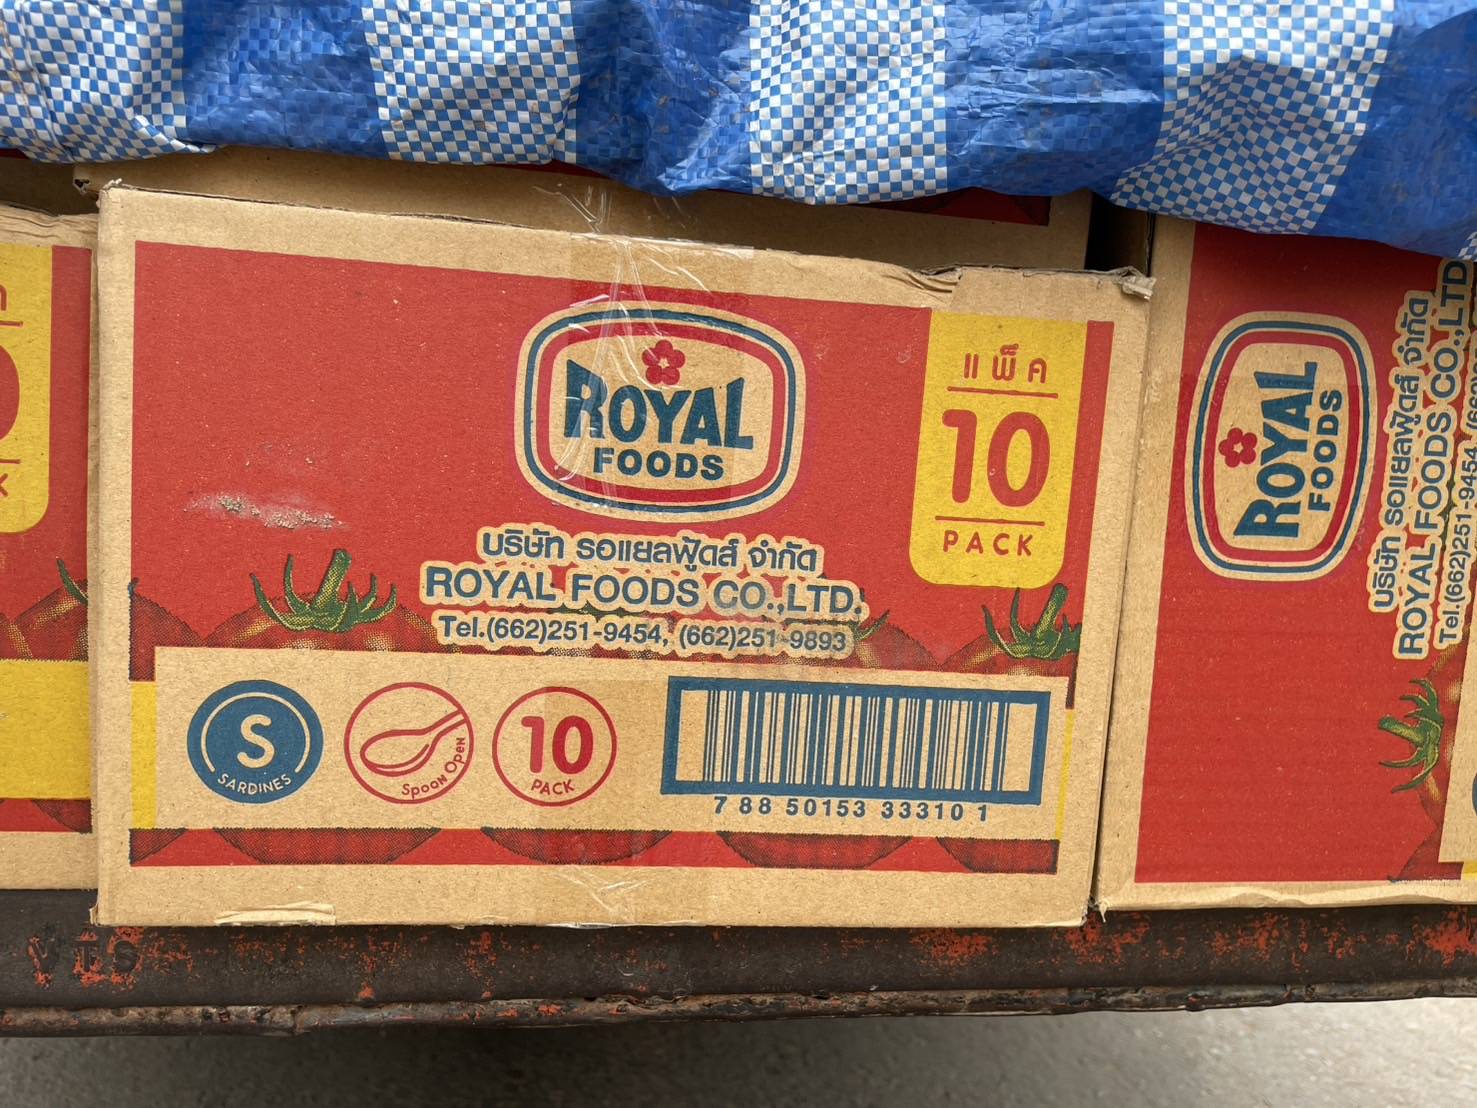 ROYAL
FOODS
แพ็ค
10
PACK
บริษัท รอแยลฟู้ดส์ จำกัด
ROYAL FOODS CO.,LTD.
Tel.(662)251-9454, (662)251-9893
S
SARDINES
Spoon Open
10
PACK
7 88 50153 33310 1
ROYAL
FOODS
บริษัท รอแยลฟู้ดส์ จำกัด
ROYAL FOODS CO.,LTD.
Tel.(662)251-9454,
VTS